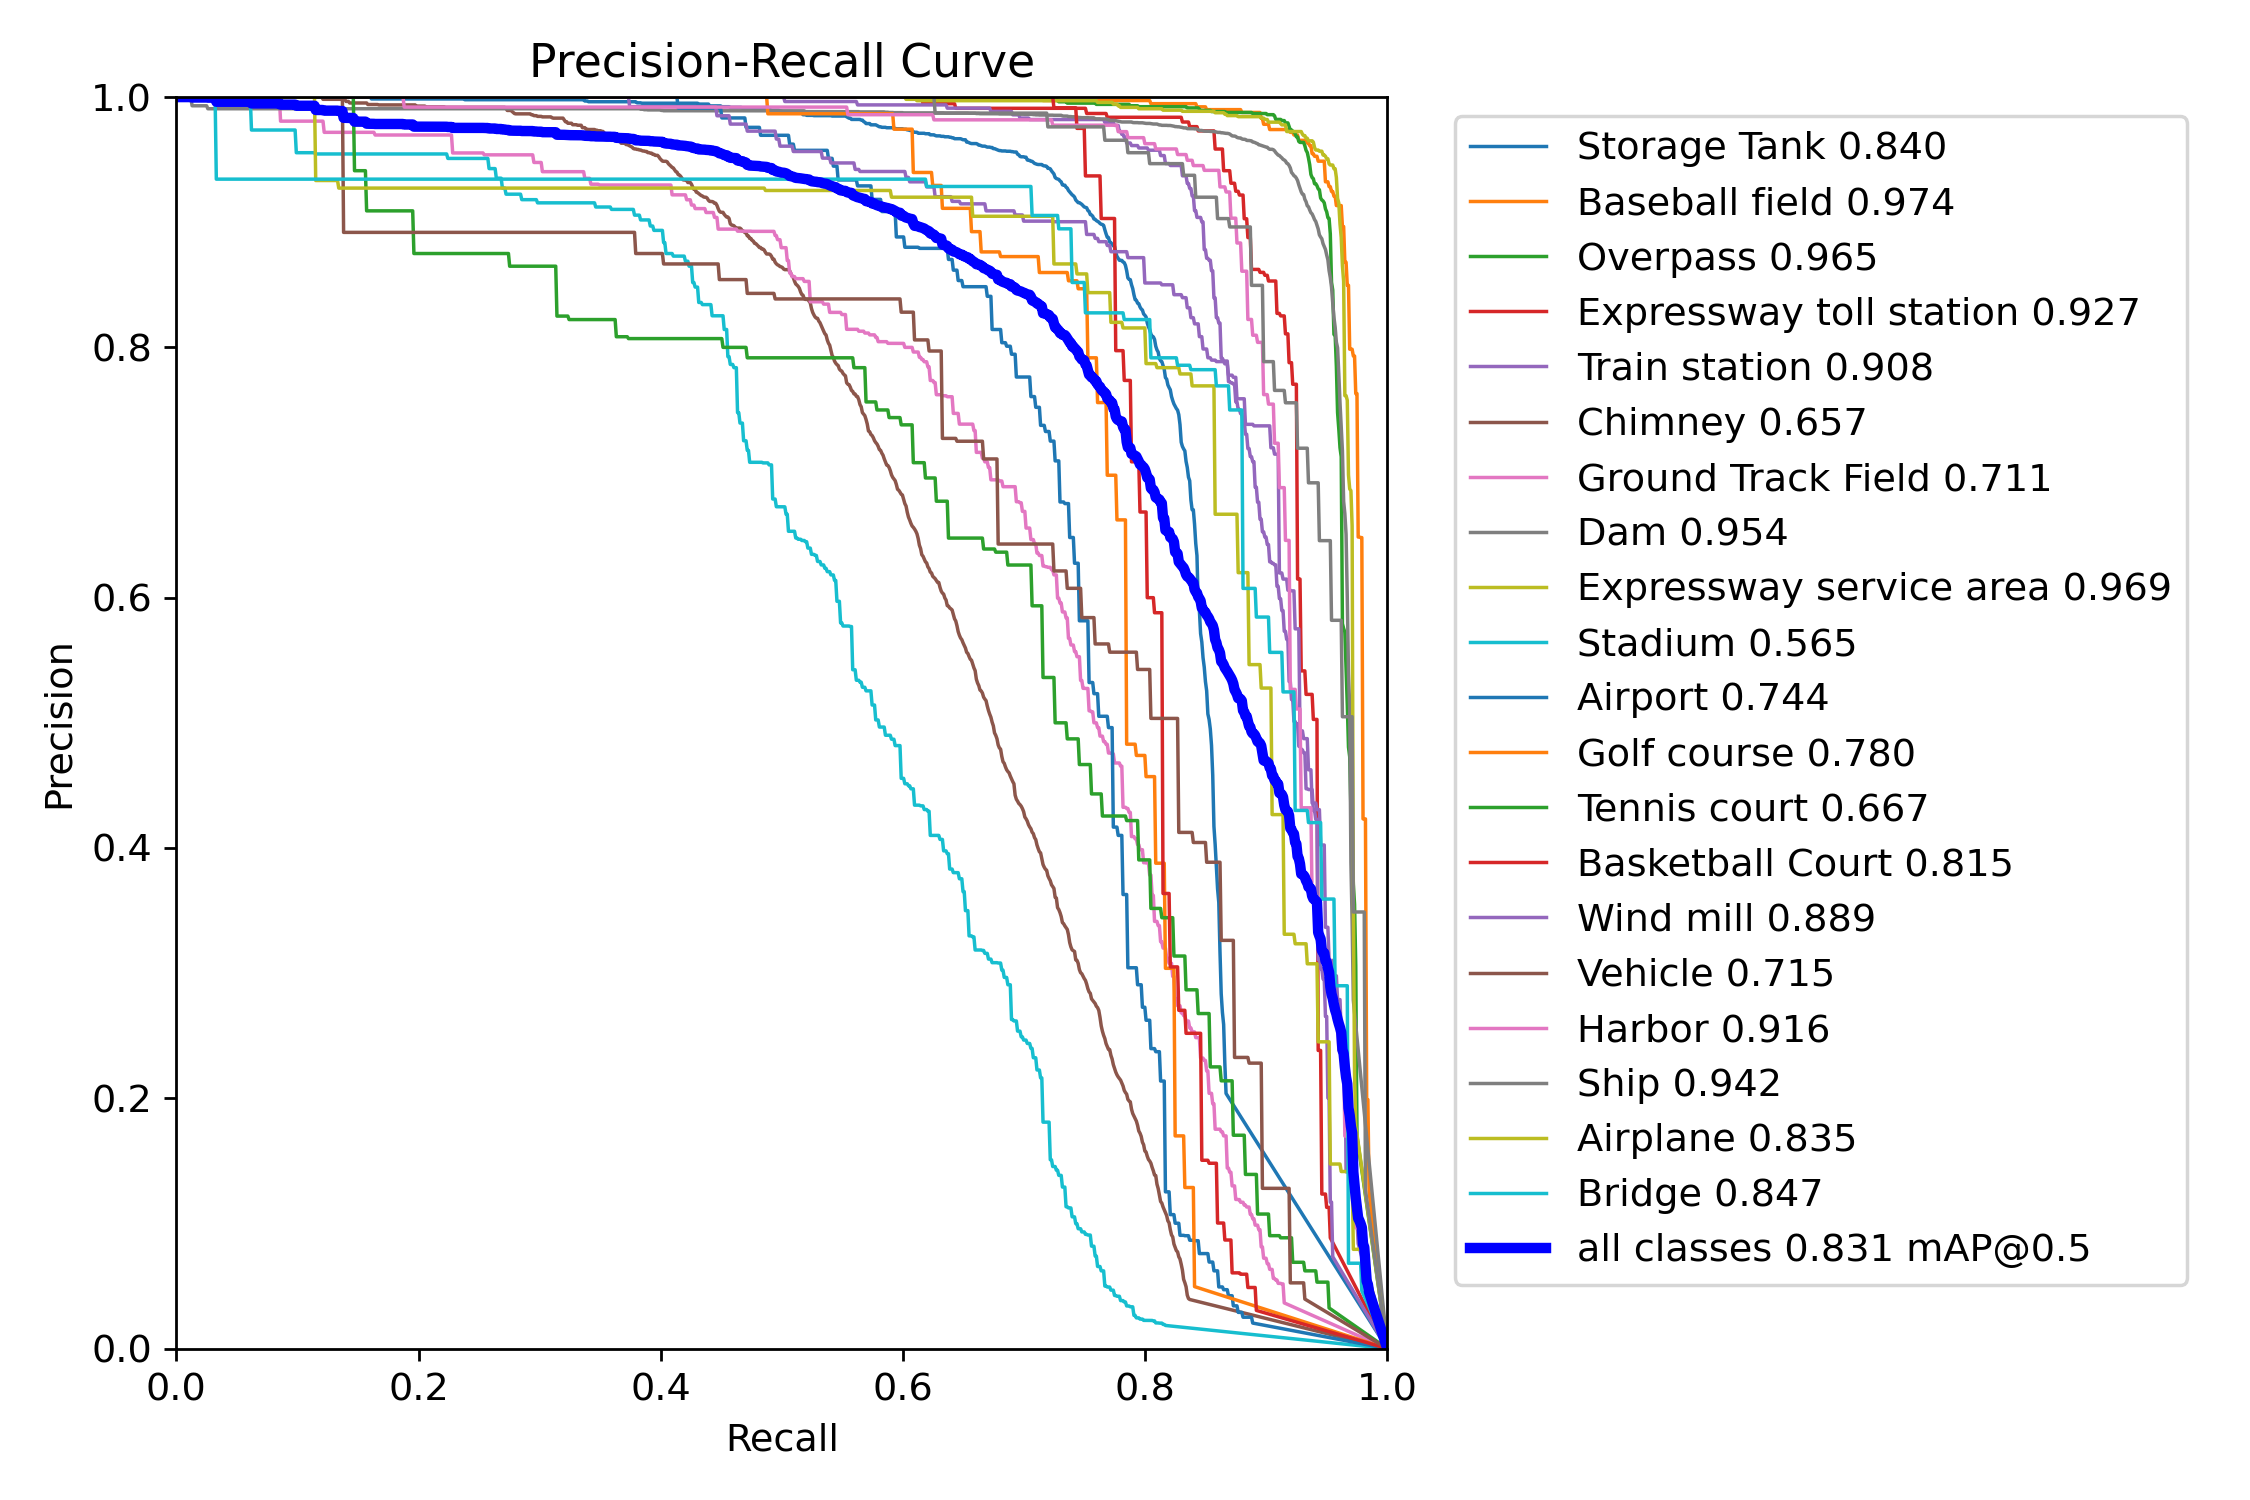 Precision-Recall Curve
1.0
0.8
0.6
0.4
0.2
0.0
Precision
0.0 0.2 0.4 0.6 0.8 1.0
Recall
Storage Tank 0.840
Baseball field 0.974
Overpass 0.965
Expressway toll station 0.927
Train station 0.908
Chimney 0.657
Ground Track Field 0.711
Dam 0.954
Expressway service area 0.969
Stadium 0.565
Airport 0.744
Golf course 0.780
Tennis court 0.667
Basketball Court 0.815
Wind mill 0.889
Vehicle 0.715
Harbor 0.916
Ship 0.942
Airplane 0.835
Bridge 0.847
all classes 0.831 mAP@0.5